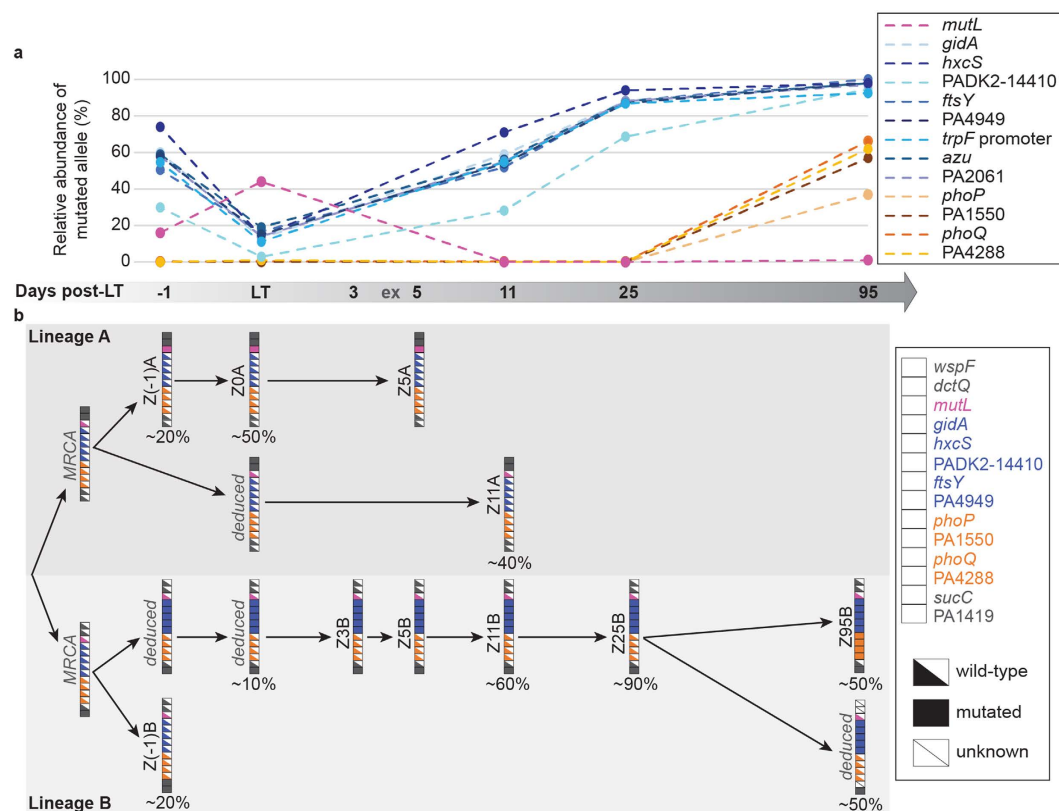 a
Relative abundance of
mutated allele (%)
100
80
60
40
20
0
mutL
gidA
hxcS
PADK2-14410
ftsY
PA4949
trpF promoter
azu
PA2061
phoP
PA1550
phoQ
PA4288
Days post-LT -1 LT 3 ex 5 11 25 95
b
Lineage A
MRCA
Z(-1)A
~20%
Z0A
~50%
Z5A
deduced
Z11A
~40%
MRCA
deduced
deduced
~10%
Z3B
Z5B
Z11B
~60%
Z25B
~90%
Z95B
~50%
Z(-1)B
~20%
deduced
~50%
Lineage B
wspF
dctQ
mutL
gidA
hxcS
PADK2-14410
ftsY
PA4949
phoP
PA1550
phoQ
PA4288
sucC
PA1419
wild-type
mutated
unknown